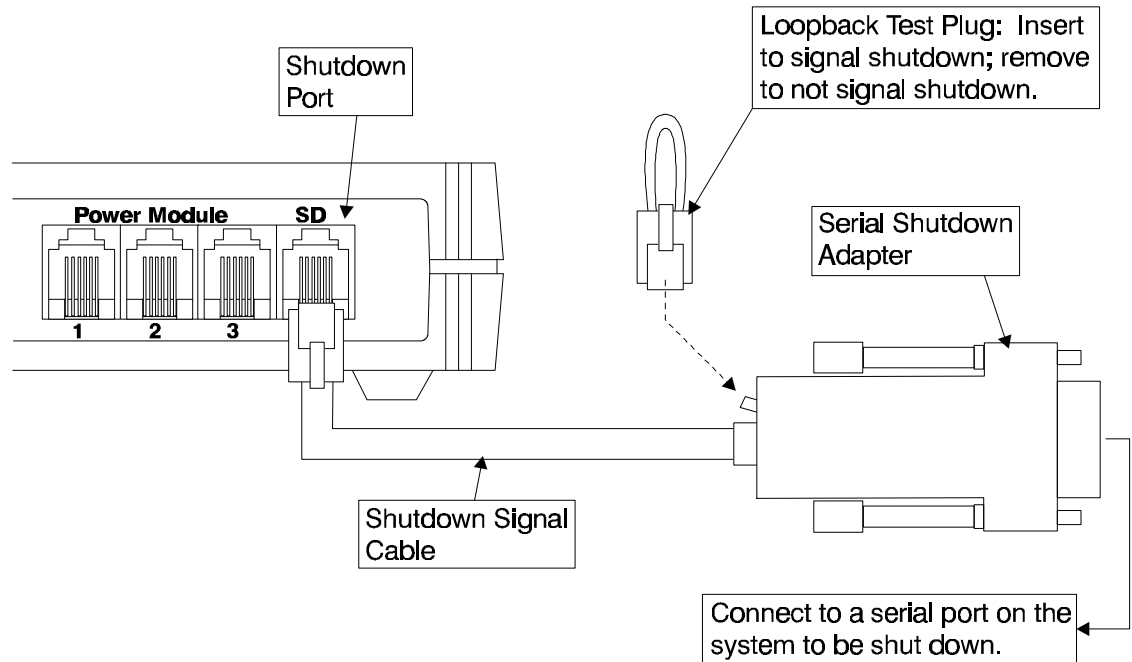 Loopback Test Plug: Insert
to signal shutdown; remove
to not signal shutdown.
Shutdown
Port
Power Module SD
1 2 3
Serial Shutdown
Adapter
Shutdown Signal
Cable
Connect to a serial port on the
system to be shut down.